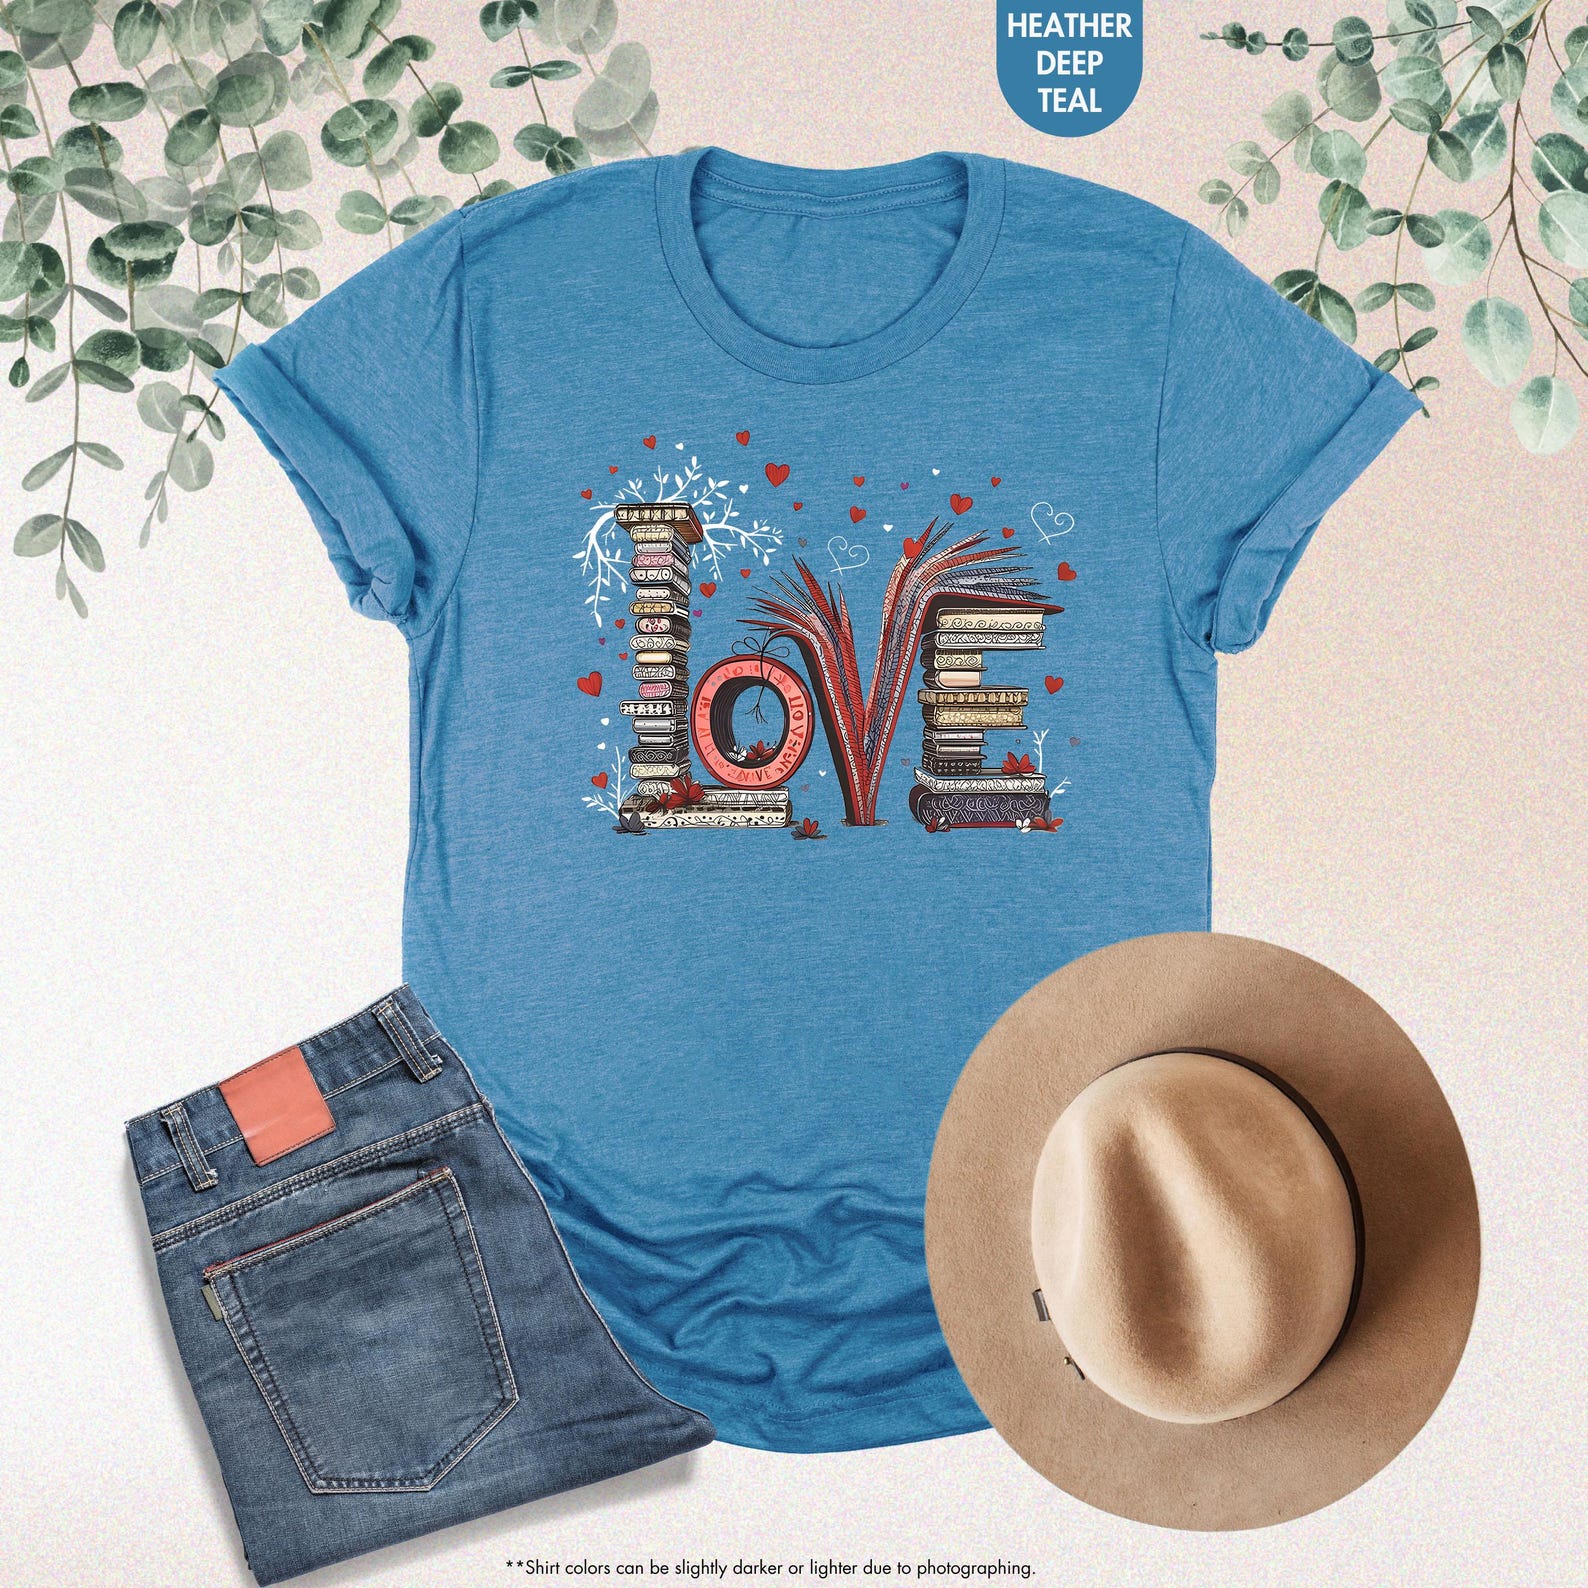 HEATHER
DEEP
TEAL
LOVE
**Shirt colors can be slightly darker or lighter due to photographing.